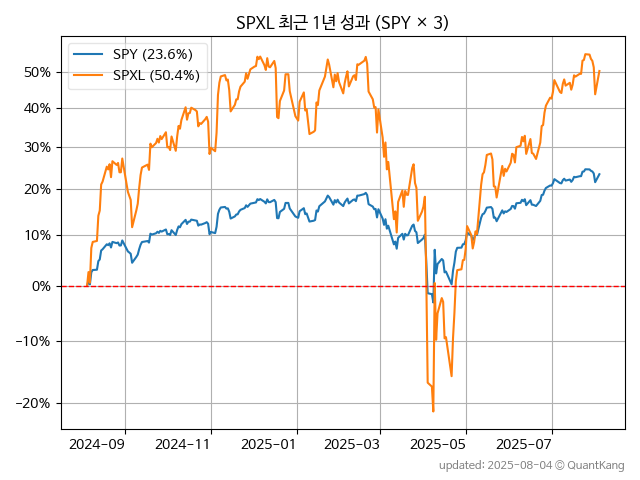 SPXL 최근 1년 성과 (SPY × 3)
SPY (23.6%)
SPXL (50.4%)
50%
40%
30%
20%
10%
0%
−10%
−20%
2024-09 2024-11 2025-01 2025-03 2025-05 2025-07
updated: 2025-08-04 © QuantKang